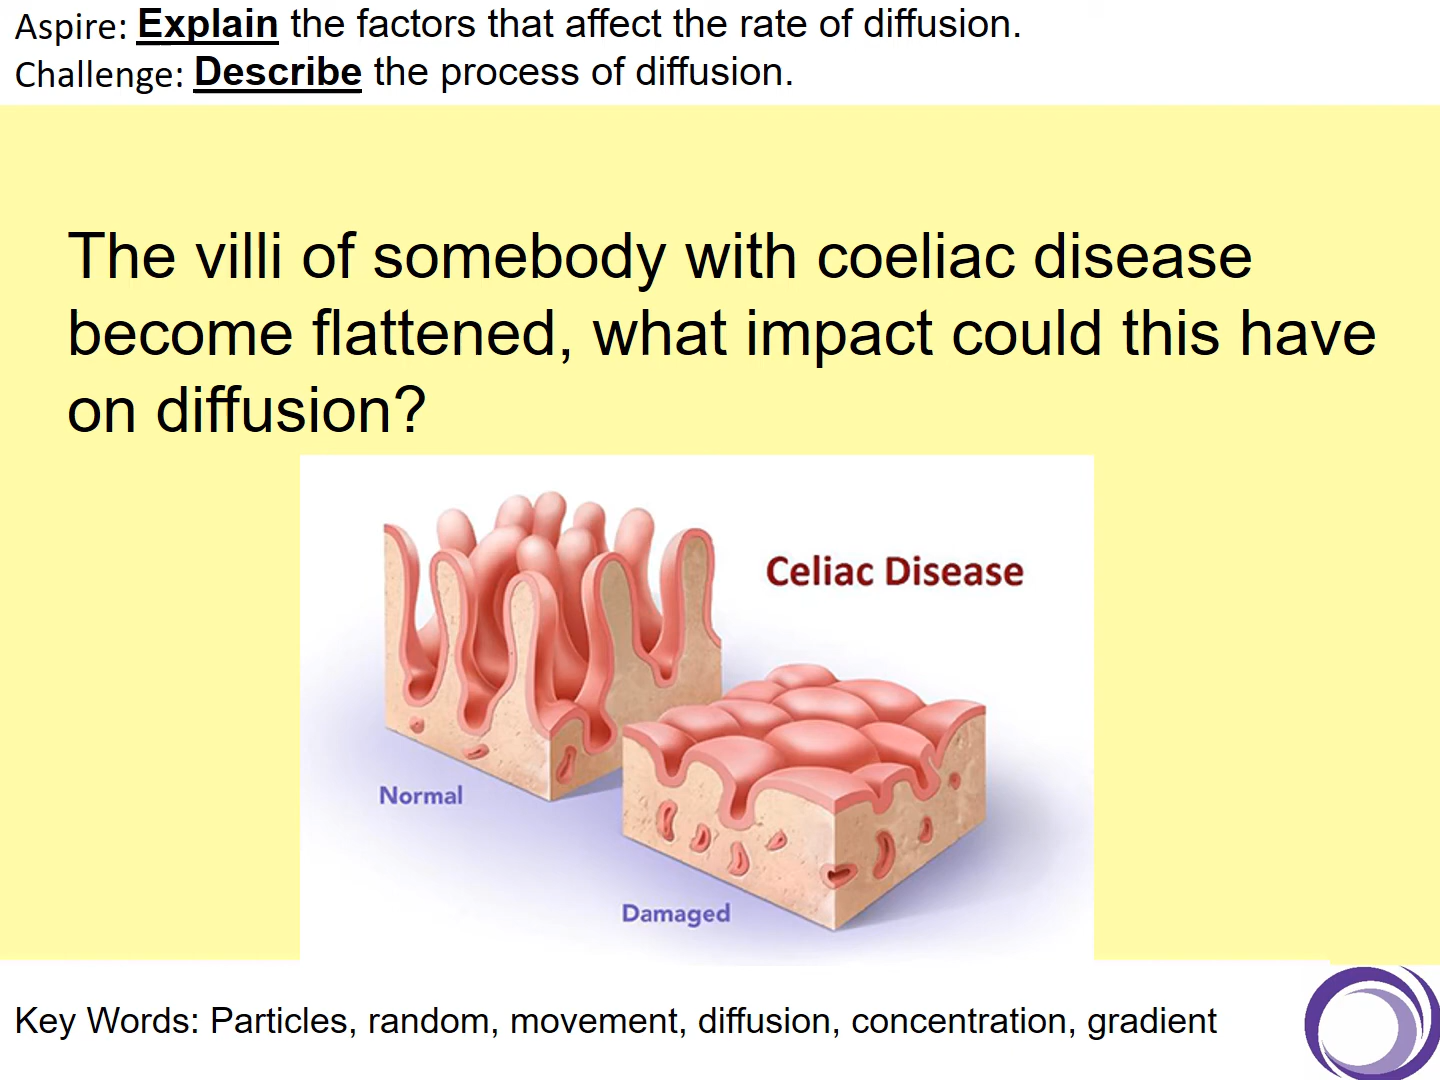 Aspire: Explain the factors that affect the rate of diffusion.
Challenge: Describe the process of diffusion.
The villi of somebody with coeliac disease
become flattened, what impact could this have
on diffusion?
Celiac Disease
Normal
Damaged
Key Words: Particles, random, movement, diffusion, concentration, gradient